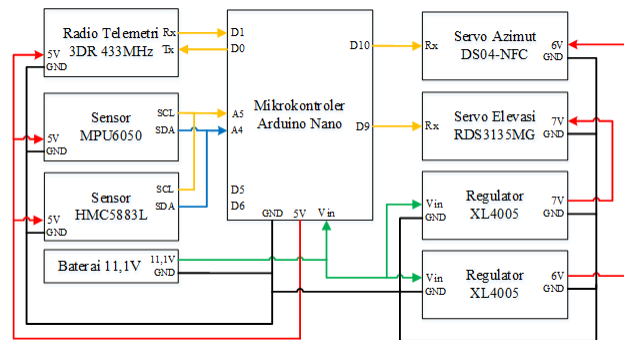 Radio Telemetri
3DR 433MHz
Rx
Tx
5V
GND
Sensor
MPU6050
SCL
SDA
5V
GND
Sensor
HMC5883L
SCL
SDA
5V
GND
Baterai 11,1V
11,1V
GND
Mikrokontroler
Arduino Nano
D1
D0
A5
A4
D5
D6
D10
D9
GND
5V
Vin
Servo Azimut
DS04-NFC
Rx
6V
GND
Servo Elevasi
RDS3135MG
Rx
7V
GND
Regulator
XL4005
Vin
GND
7V
GND
Regulator
XL4005
Vin
GND
6V
GND